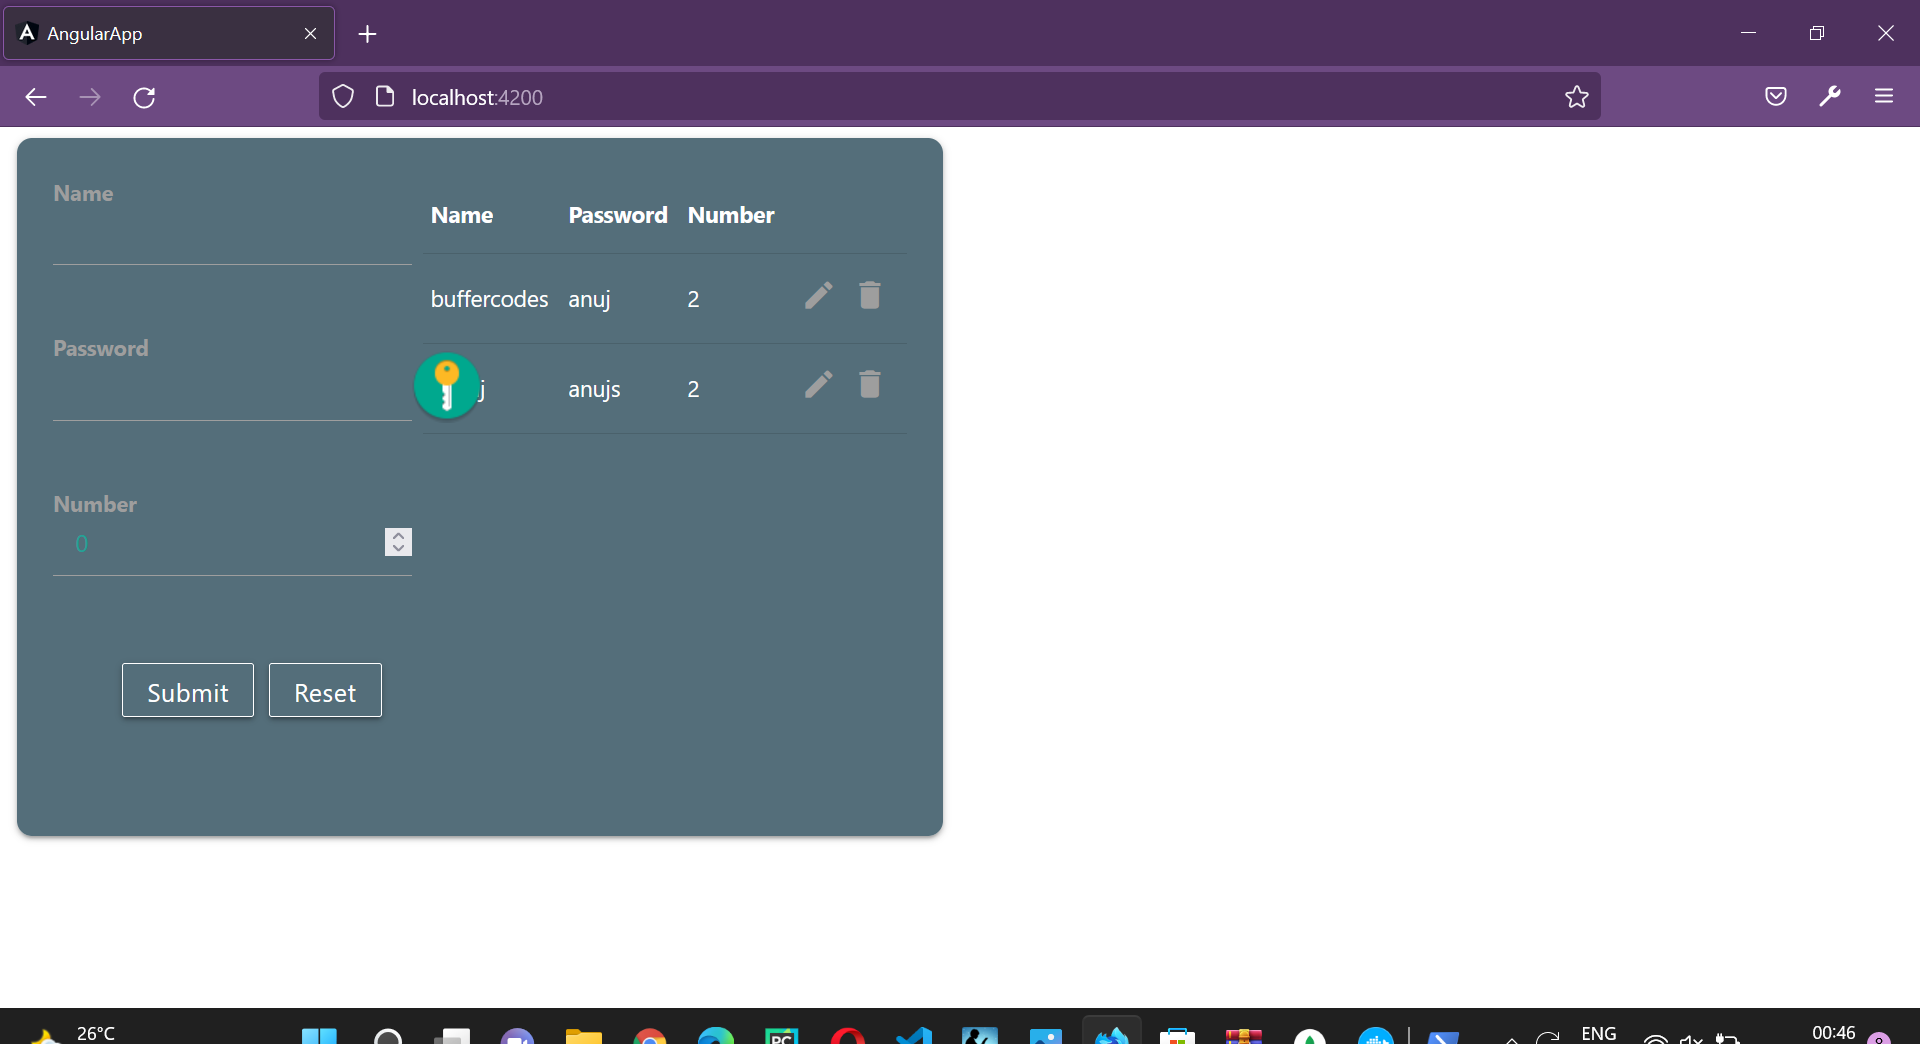 AngularApp
localhost:4200
Name
Password
Number
0
Submit
Reset
Name Password Number
buffercodes anuj 2
anujs 2
26°C
PC
ENG
00:46